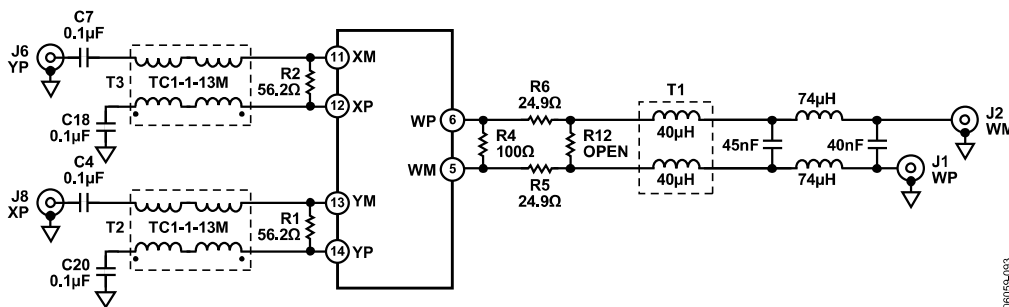 J6
YP
C7
0.1µF
T3
TC1-1-13M
C18
0.1µF
R2
56.2Ω
11
XM
12
XP
C4
0.1µF
J8
XP
T2
TC1-1-13M
C20
0.1µF
R1
56.2Ω
13
YM
14
YP
WP
6
WM
5
R4
100Ω
R6
24.9Ω
R12
OPEN
R5
24.9Ω
T1
40µH
40µH
45nF
74µH
74µH
40nF
J2
WM
J1
WP
06059-093